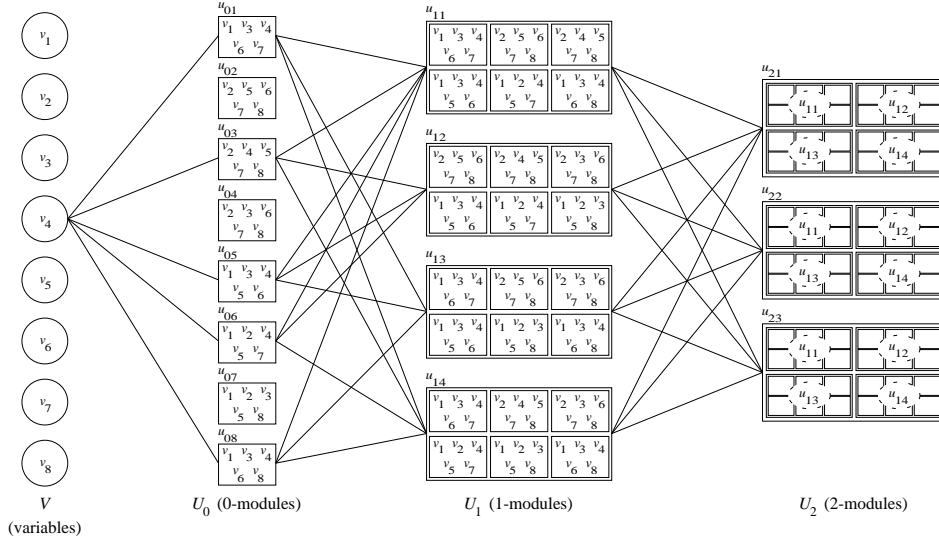 v1
v2
v3
v4
v5
v6
v7
v8
V
(variables)
u01
v1 v3 v4
v6 v7
u02
v2 v5 v6
v7 v8
u03
v2 v4 v5
v7 v8
u04
v2 v3 v6
v7 v8
u05
v1 v3 v4
v5 v6
u06
v1 v2 v4
v5 v7
u07
v1 v2 v3
v5 v8
u08
v1 v3 v4
v6 v8
U0 (0-modules)
u11
v1 v3 v4 v2 v5 v6 v2 v4 v5
v6 v7 v7 v8 v7 v8
v1 v3 v4 v1 v2 v4 v1 v3 v4
v5 v6 v5 v7 v6 v8
u12
v2 v5 v6 v2 v4 v5 v2 v3 v6
v7 v8 v7 v8 v7 v8
v1 v3 v4 v1 v2 v4 v1 v2 v3
v5 v6 v5 v7 v5 v8
u13
v1 v3 v4 v2 v5 v6 v2 v3 v6
v6 v7 v7 v8 v7 v8
v1 v3 v4 v1 v2 v3 v1 v3 v4
v5 v6 v5 v8 v6 v8
u14
v1 v3 v4 v2 v4 v5 v2 v3 v6
v6 v7 v7 v8 v7 v8
v1 v2 v4 v1 v2 v3 v1 v3 v4
v5 v7 v5 v8 v6 v8
U1 (1-modules)
u21
u11 u12
u13 u14
u22
u11 u12
u13 u14
u23
u11 u12
u13 u14
U2 (2-modules)